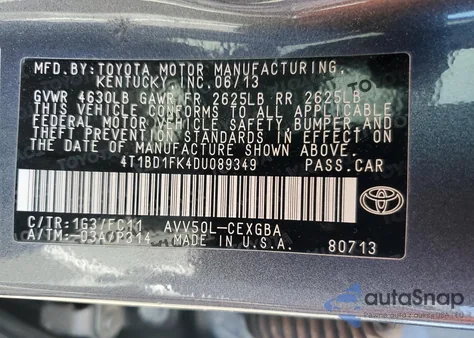 MFD. BY: TOYOTA MOTOR MANUFACTURING.
KENTUCKY, INC. 06/13
GVWR 4630LB GAWR FR 2625LB RR 2625LB
THIS VEHICLE CONFORMS TO ALL APPLICABLE
FEDERAL MOTOR VEHICLE SAFETY, BUMPER AND
THEFT PREVENTION STANDARDS IN EFFECT ON
THE DATE OF MANUFACTURE SHOWN ABOVE.
4T1BD1FK4DU089349 PASS.CAR
C/TR:1G3/FC11 AVV50L-CEXGBA
A/TM:-03A/P314 MADE IN U.S.A. 80713
TOYOTA
autoSnap